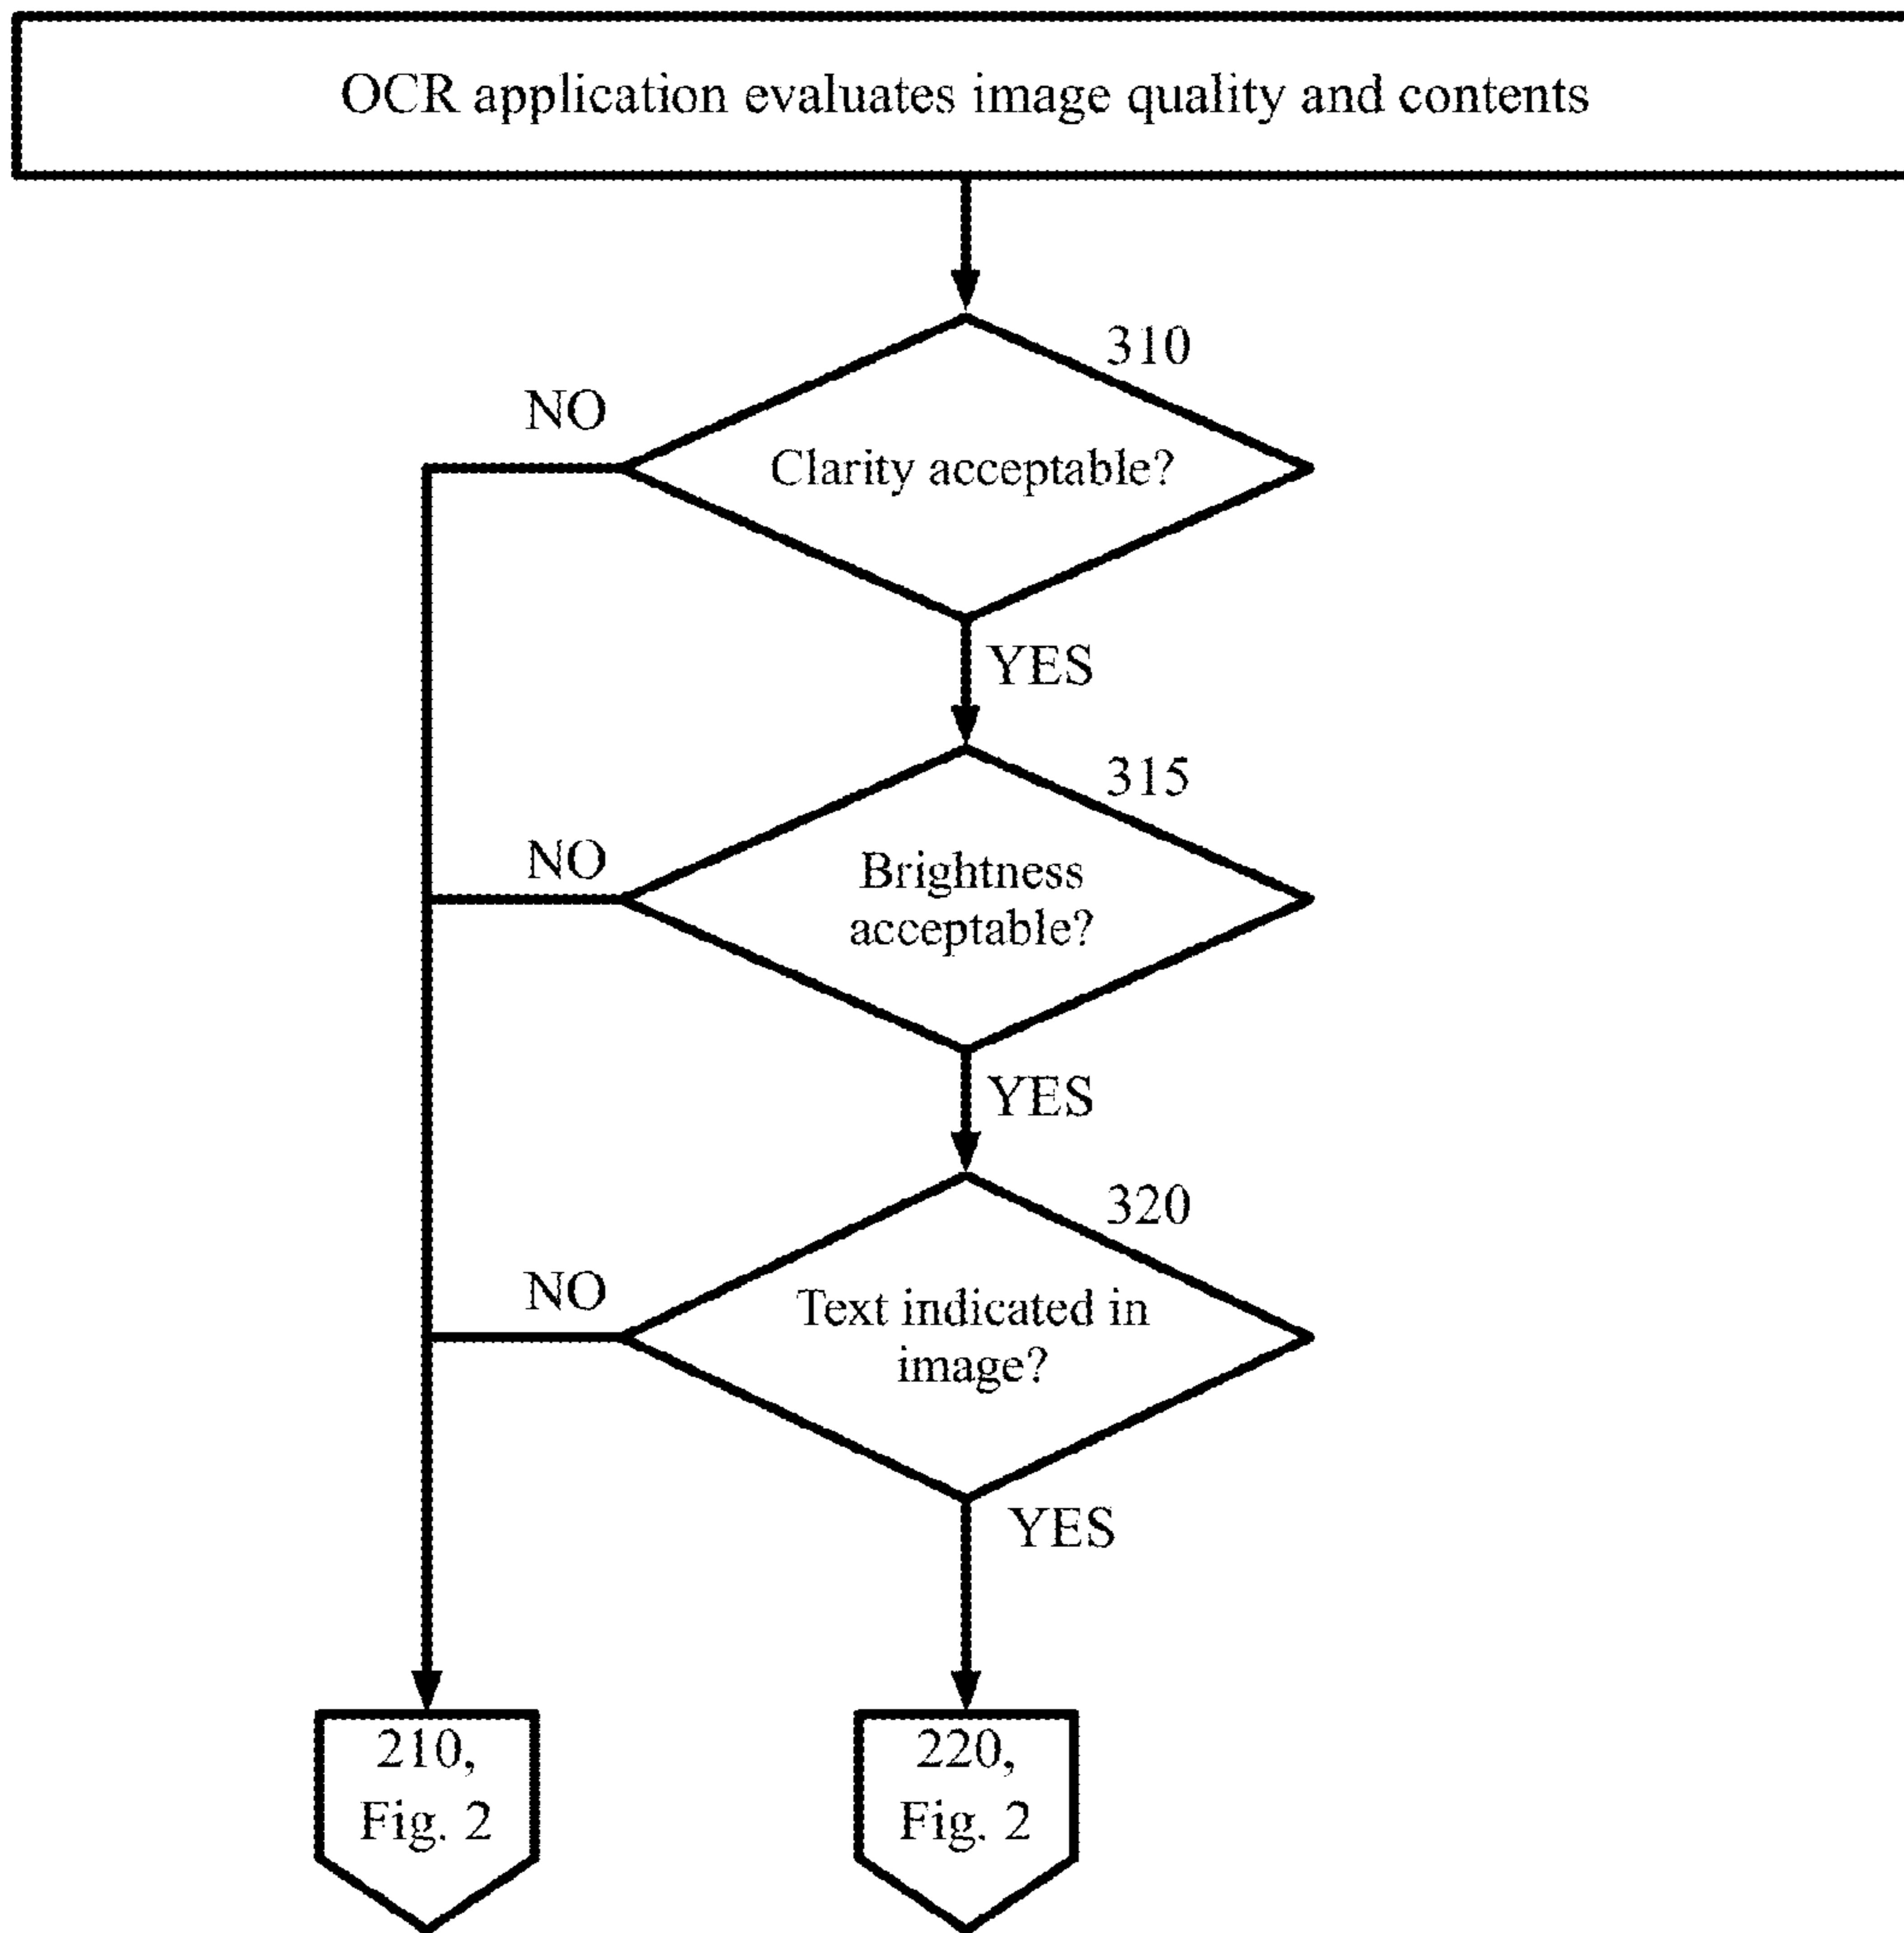 OCR application evaluates image quality and contents
310
NO
Clarity acceptable?
YES
315
NO
Brightness
acceptable?
YES
320
NO
Text indicated in
image?
YES
210,
Fig. 2
220,
Fig. 2